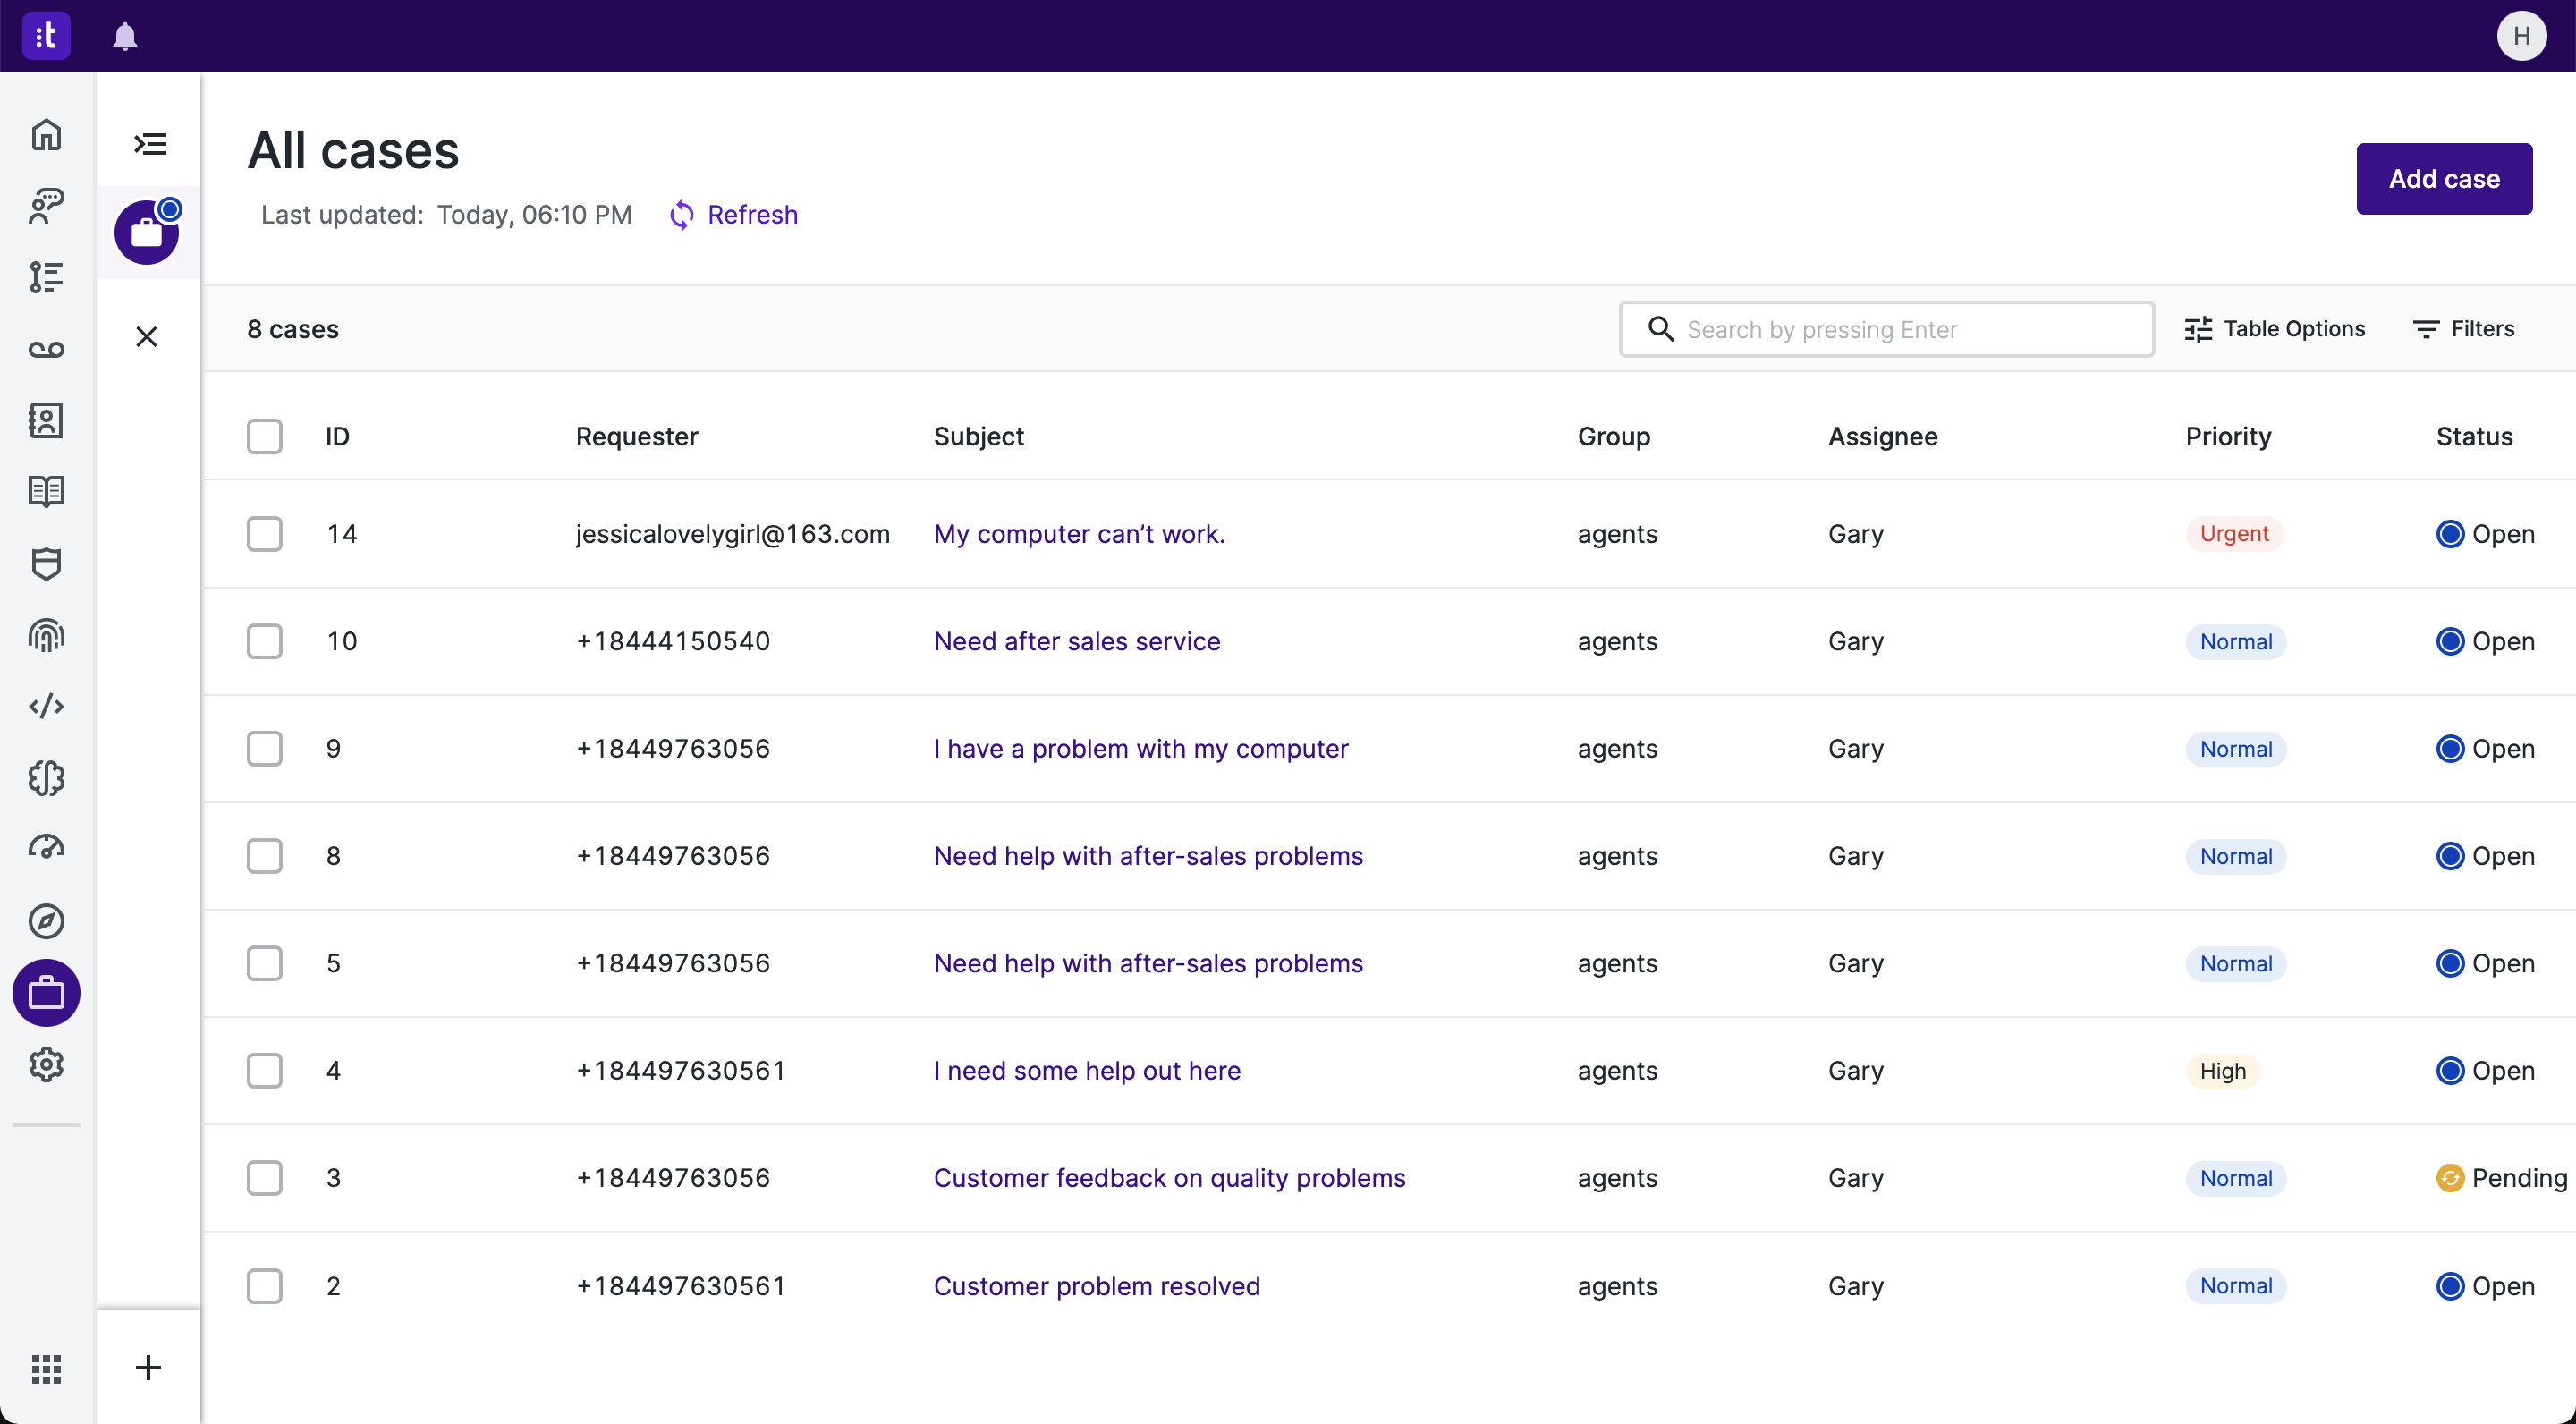 :t
H
All cases
Last updated: Today, 06:10 PM Refresh
Add case
8 cases
Search by pressing Enter
Table Options
Filters
ID Requester Subject Group Assignee Priority Status
14 jessicalovelygirl@163.com My computer can’t work. agents Gary Urgent Open
10 +18444150540 Need after sales service agents Gary Normal Open
9 +18449763056 I have a problem with my computer agents Gary Normal Open
8 +18449763056 Need help with after-sales problems agents Gary Normal Open
5 +18449763056 Need help with after-sales problems agents Gary Normal Open
4 +184497630561 I need some help out here agents Gary High Open
3 +18449763056 Customer feedback on quality problems agents Gary Normal Pending
2 +184497630561 Customer problem resolved agents Gary Normal Open